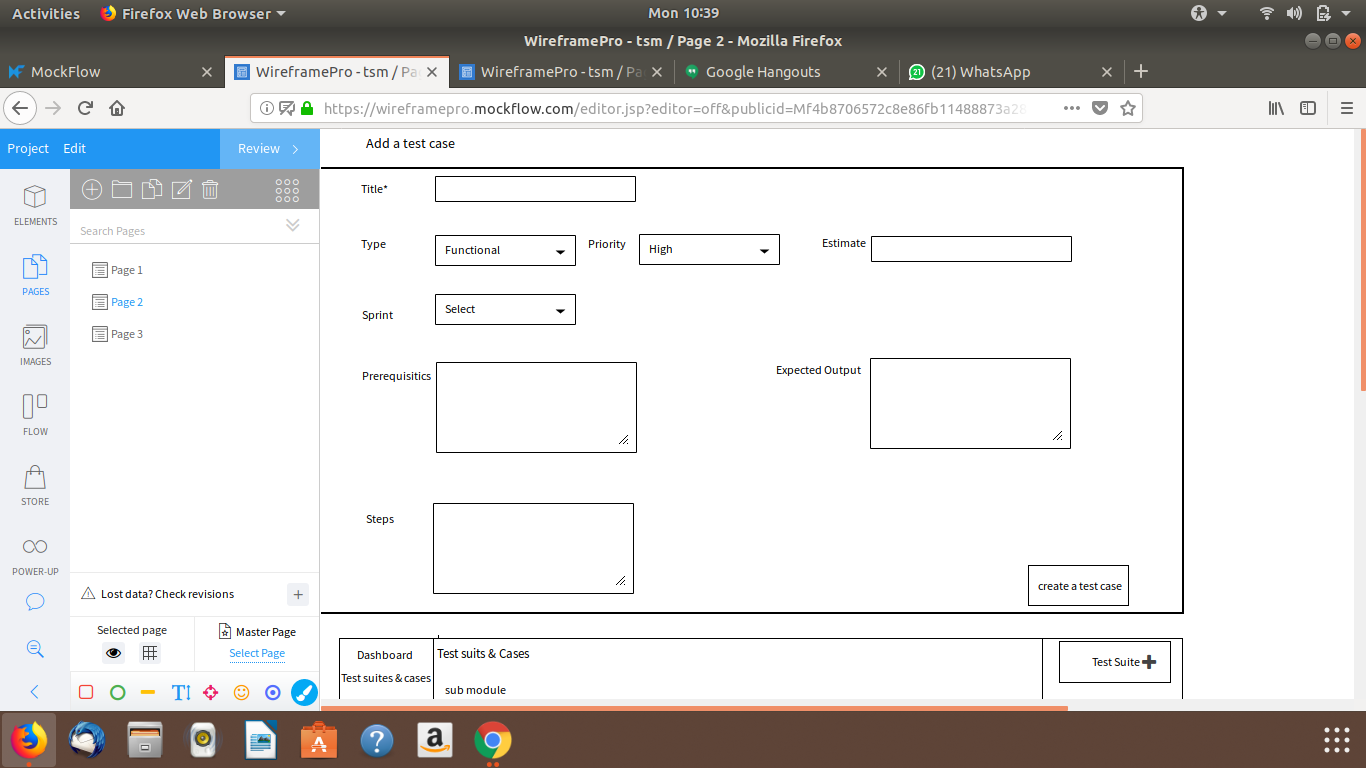 Activities Firefox Web Browser Mon 10:39
WireframePro - tsm / Page 2 - Mozilla Firefox
MockFlow WireframePro - tsm / Pa WireframePro - tsm / Pa Google Hangouts (21) WhatsApp
https://wireframepro.mockflow.com/editor.jsp?editor=off&publicid=Mf4b8706572c8e86fb11488873a28
Project Edit Review
Add a test case
ELEMENTS
PAGES
IMAGES
FLOW
STORE
POWER-UP
Search Pages
Page 1
Page 2
Page 3
Lost data? Check revisions
Selected page
Master Page
Select Page
Title*
Type Functional Priority High Estimate
Sprint Select
Prerequisitics Expected Output
Steps
create a test case
Dashboard Test suits & Cases Test Suite
Test suites & cases
sub module